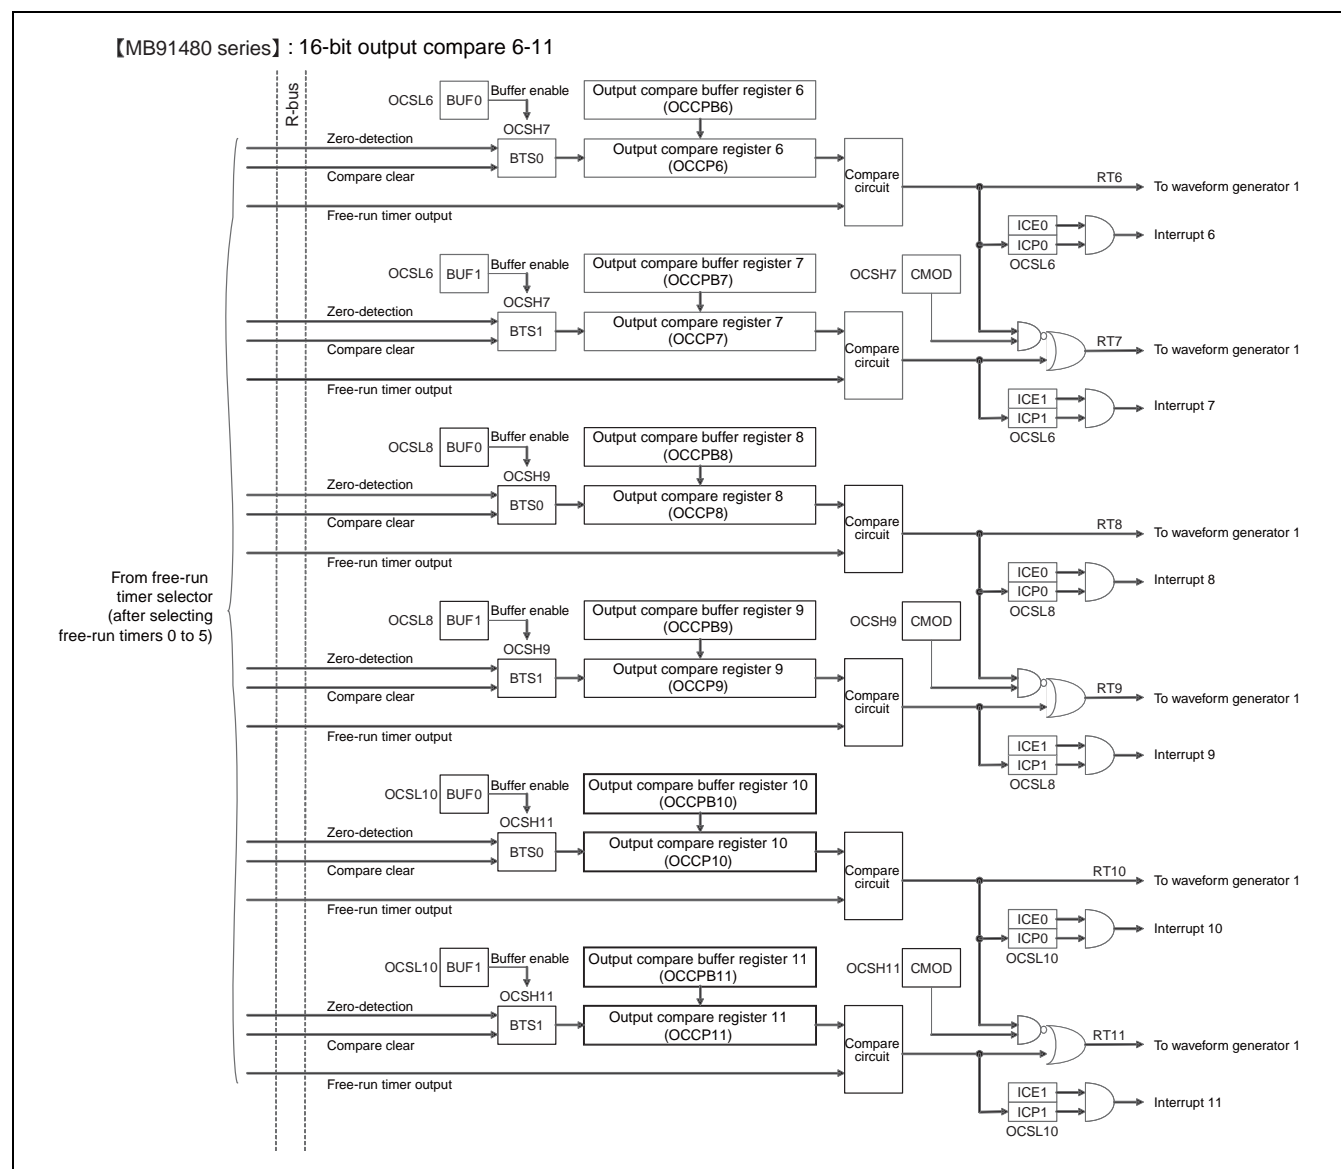 【MB91480 series】: 16-bit output compare 6-11
R-bus
OCSL6 BUF0 Buffer enable
Output compare buffer register 6
(OCCPB6)
OCSH7
Zero-detection
BTS0
Output compare register 6
(OCCP6)
Compare clear
Compare
circuit
RT6
To waveform generator 1
Free-run timer output
ICE0
ICP0
OCSL6
Interrupt 6
OCSL6 BUF1 Buffer enable
Output compare buffer register 7
(OCCPB7)
OCSH7 CMOD
OCSH7
Zero-detection
BTS1
Output compare register 7
(OCCP7)
Compare clear
Compare
circuit
RT7
To waveform generator 1
Free-run timer output
ICE1
ICP1
OCSL6
Interrupt 7
OCSL8 BUF0 Buffer enable
Output compare buffer register 8
(OCCPB8)
OCSH9
Zero-detection
BTS0
Output compare register 8
(OCCP8)
Compare clear
Compare
circuit
RT8
To waveform generator 1
Free-run timer output
ICE0
ICP0
OCSL8
Interrupt 8
From free-run
timer selector
(after selecting
free-run timers 0 to 5)
OCSL8 BUF1 Buffer enable
Output compare buffer register 9
(OCCPB9)
OCSH9 CMOD
OCSH9
Zero-detection
BTS1
Output compare register 9
(OCCP9)
Compare clear
Compare
circuit
RT9
To waveform generator 1
Free-run timer output
ICE1
ICP1
OCSL8
Interrupt 9
OCSL10 BUF0 Buffer enable
Output compare buffer register 10
(OCCPB10)
OCSH11
Zero-detection
BTS0
Output compare register 10
(OCCP10)
Compare clear
Compare
circuit
RT10
To waveform generator 1
Free-run timer output
ICE0
ICP0
OCSL10
Interrupt 10
OCSL10 BUF1 Buffer enable
Output compare buffer register 11
(OCCPB11)
OCSH11 CMOD
OCSH11
Zero-detection
BTS1
Output compare register 11
(OCCP11)
Compare clear
Compare
circuit
RT11
To waveform generator 1
Free-run timer output
ICE1
ICP1
OCSL10
Interrupt 11